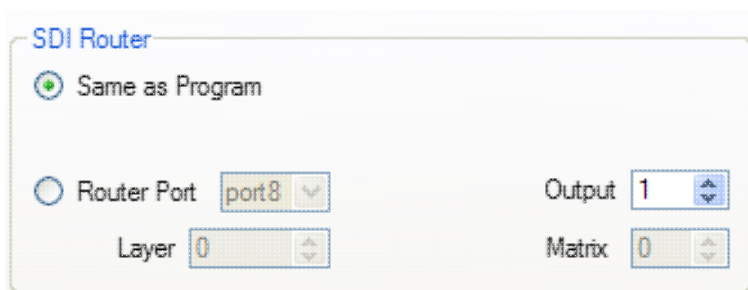 SDI Router
Same as Program
Router Port port8 Output 1
Layer 0 Matrix 0